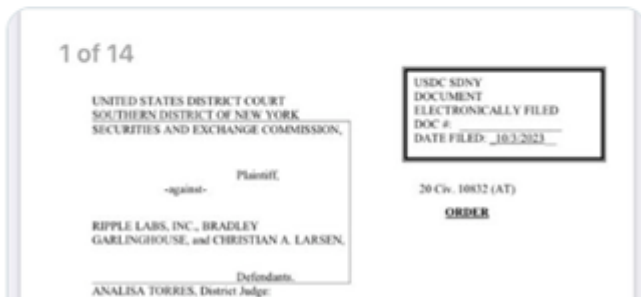 1 of 14
UNITED STATES DISTRICT COURT
SOUTHERN DISTRICT OF NEW YORK
SECURITIES AND EXCHANGE COMMISSION,
Plaintiff,
-against-
RIPPLE LABS, INC., BRADLEY
GARLINGHOUSE, and CHRISTIAN A. LARSEN,
Defendants.
ANALISA TORRES, District Judge:
USDC SDNY
DOCUMENT
ELECTRONICALLY FILED
DOC #:
DATE FILED: 10/3/2023
20 Civ. 10832 (AT)
ORDER